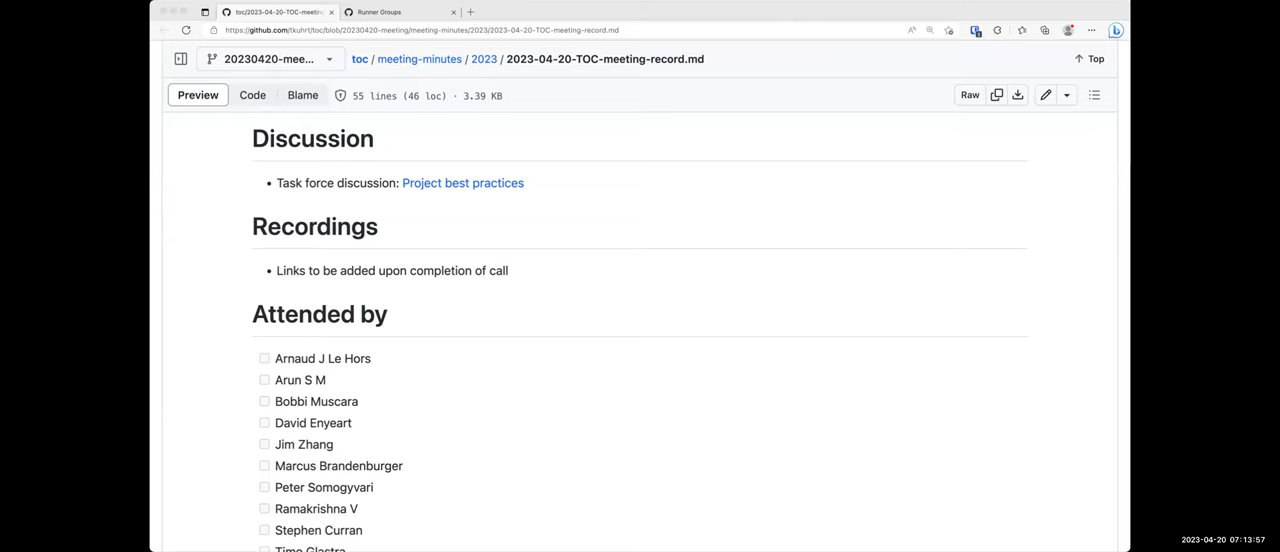 toc/2023-04-20-TOC-meeting-
Runner Groups
https://github.com/tkuhrt/toc/blob/20230420-meeting/meeting-minutes/2023/2023-04-20-TOC-meeting-record.md
20230420-mee...
toc / meeting-minutes / 2023 / 2023-04-20-TOC-meeting-record.md
Top
Preview
Code
Blame
55 lines (46 loc) · 3.39 KB
Raw
Discussion
• Task force discussion: Project best practices
Recordings
• Links to be added upon completion of call
Attended by
Arnaud J Le Hors
Arun S M
Bobbi Muscara
David Enyeart
Jim Zhang
Marcus Brandenburger
Peter Somogyvari
Ramakrishna V
Stephen Curran
Timo Glastra
2023-04-20 07:13:57